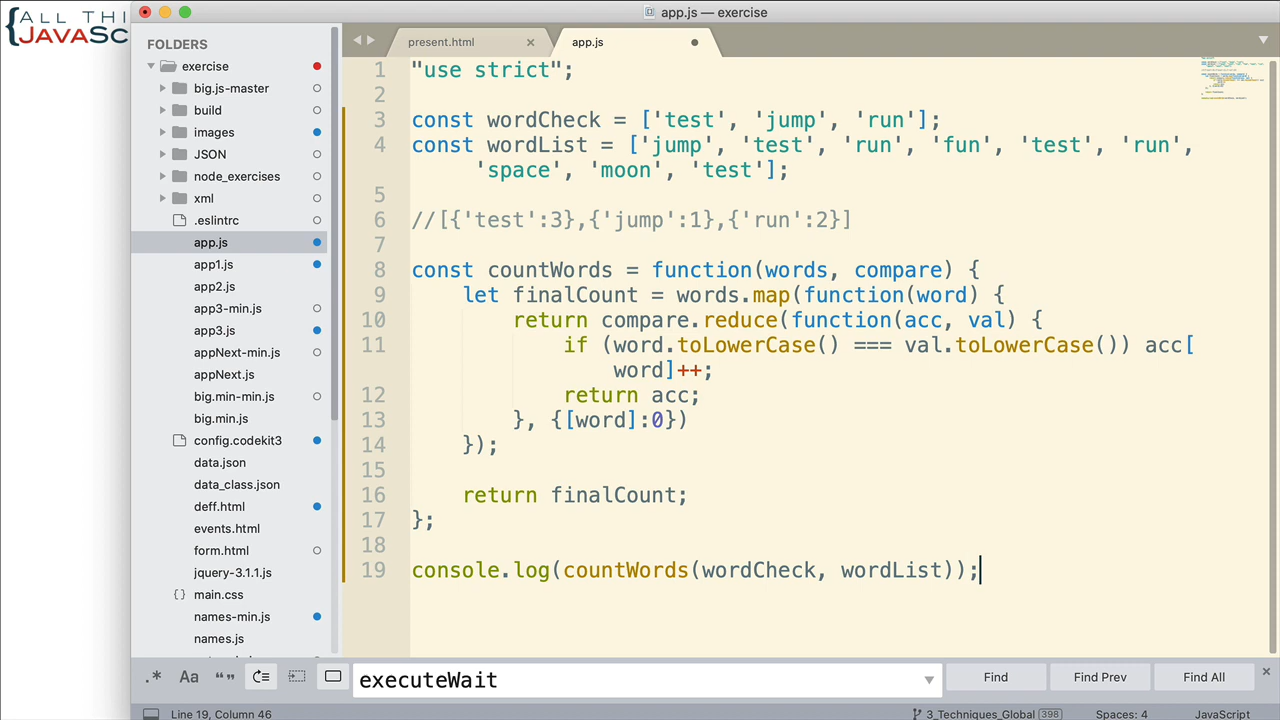 {ALL THI
JAVASC
app.js — exercise
FOLDERS
exercise
big.js-master
build
images
JSON
node_exercises
xml
.eslintrc
app.js
app1.js
app2.js
app3-min.js
app3.js
appNext-min.js
appNext.js
big.min-min.js
big.min.js
config.codekit3
data.json
data_class.json
deff.html
events.html
form.html
jquery-3.1.1.js
main.css
names-min.js
names.js
present.html
app.js
1 "use strict";
2
3 const wordCheck = ['test', 'jump', 'run'];
4 const wordList = ['jump', 'test', 'run', 'fun', 'test', 'run',
'space', 'moon', 'test'];
5
6 //[{'test':3},{'jump':1},{'run':2}]
7
8 const countWords = function(words, compare) {
9 let finalCount = words.map(function(word) {
10 return compare.reduce(function(acc, val) {
11 if (word.toLowerCase() === val.toLowerCase()) acc[
word]++;
12 return acc;
13 }, {[word]:0})
14 });
15
16 return finalCount;
17 };
18
19 console.log(countWords(wordCheck, wordList));
.* Aa “”
executeWait
Find
Find Prev
Find All
Line 19, Column 46
3_Techniques_Global 398
Spaces: 4
JavaScript